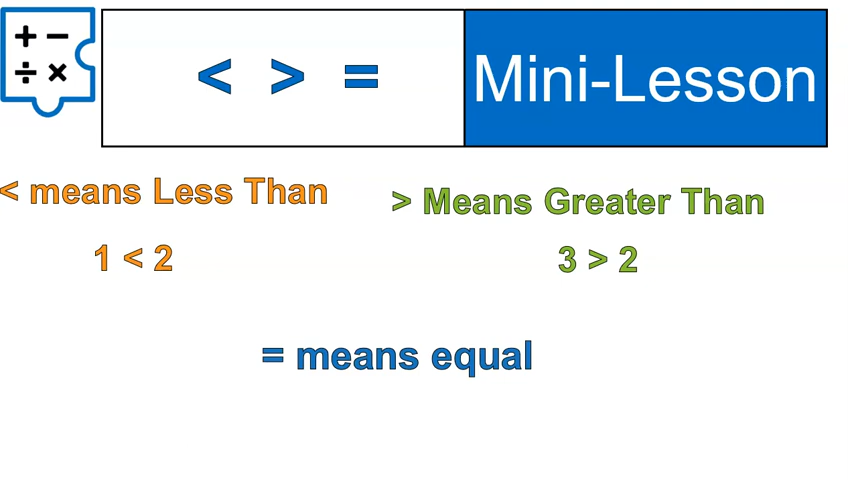 + −
÷ ×
< > =
Mini-Lesson
< means Less Than
> Means Greater Than
1 < 2
3 > 2
= means equal